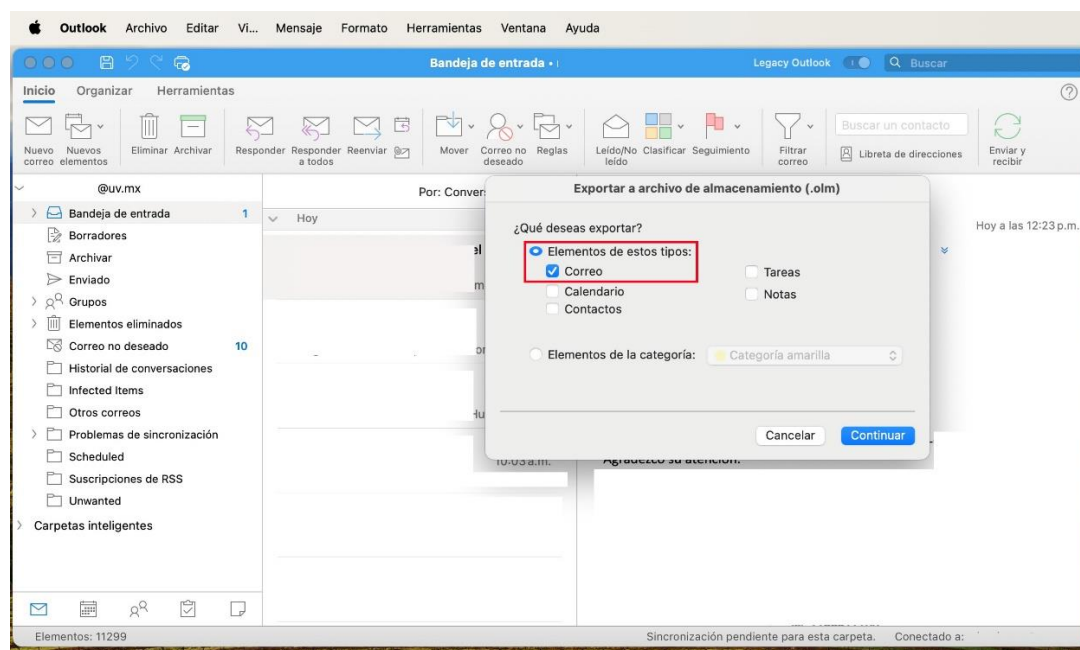 Outlook Archivo Editar Vi... Mensaje Formato Herramientas Ventana Ayuda
Bandeja de entrada •
Legacy Outlook
Buscar
Inicio Organizar Herramientas
Nuevo correo
Nuevos elementos
Eliminar
Archivar
Responder
Responder a todos
Reenviar
Mover
Correo no deseado
Reglas
Leído/No leído
Clasificar
Seguimiento
Filtrar correo
Buscar un contacto
Libreta de direcciones
Enviar y recibir
@uv.mx
Bandeja de entrada 1
Borradores
Archivar
Enviado
Grupos
Elementos eliminados
Correo no deseado 10
Historial de conversaciones
Infected Items
Otros correos
Problemas de sincronización
Scheduled
Suscripciones de RSS
Unwanted
Carpetas inteligentes
Por: Conver
Hoy
el
10:03 a.m.
Exportar a archivo de almacenamiento (.olm)
¿Qué deseas exportar?
Elementos de estos tipos:
Correo
Tareas
Calendario
Notas
Contactos
Elementos de la categoría: Categoría amarilla
Cancelar Continuar
Hoy a las 12:23 p.m.
Agradezco su atención.
Elementos: 11299
Sincronización pendiente para esta carpeta. Conectado a: